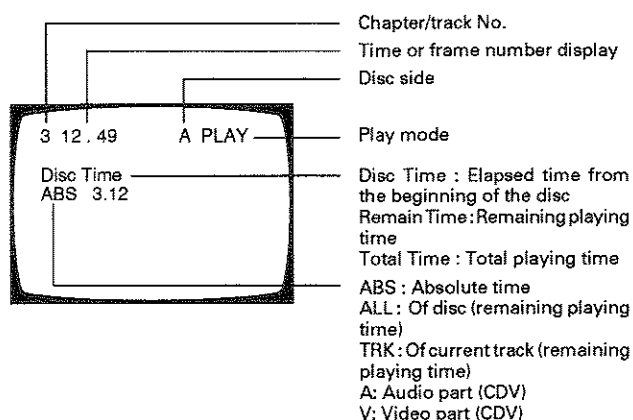 Chapter/track No.
Time or frame number display
Disc side
3 12 . 49 A PLAY
Play mode
Disc Time
ABS 3.12
Disc Time : Elapsed time from
the beginning of the disc
Remain Time : Remaining playing
time
Total Time : Total playing time
ABS : Absolute time
ALL : Of disc (remaining playing
time)
TRK : Of current track (remaining
playing time)
A: Audio part (CDV)
V: Video part (CDV)